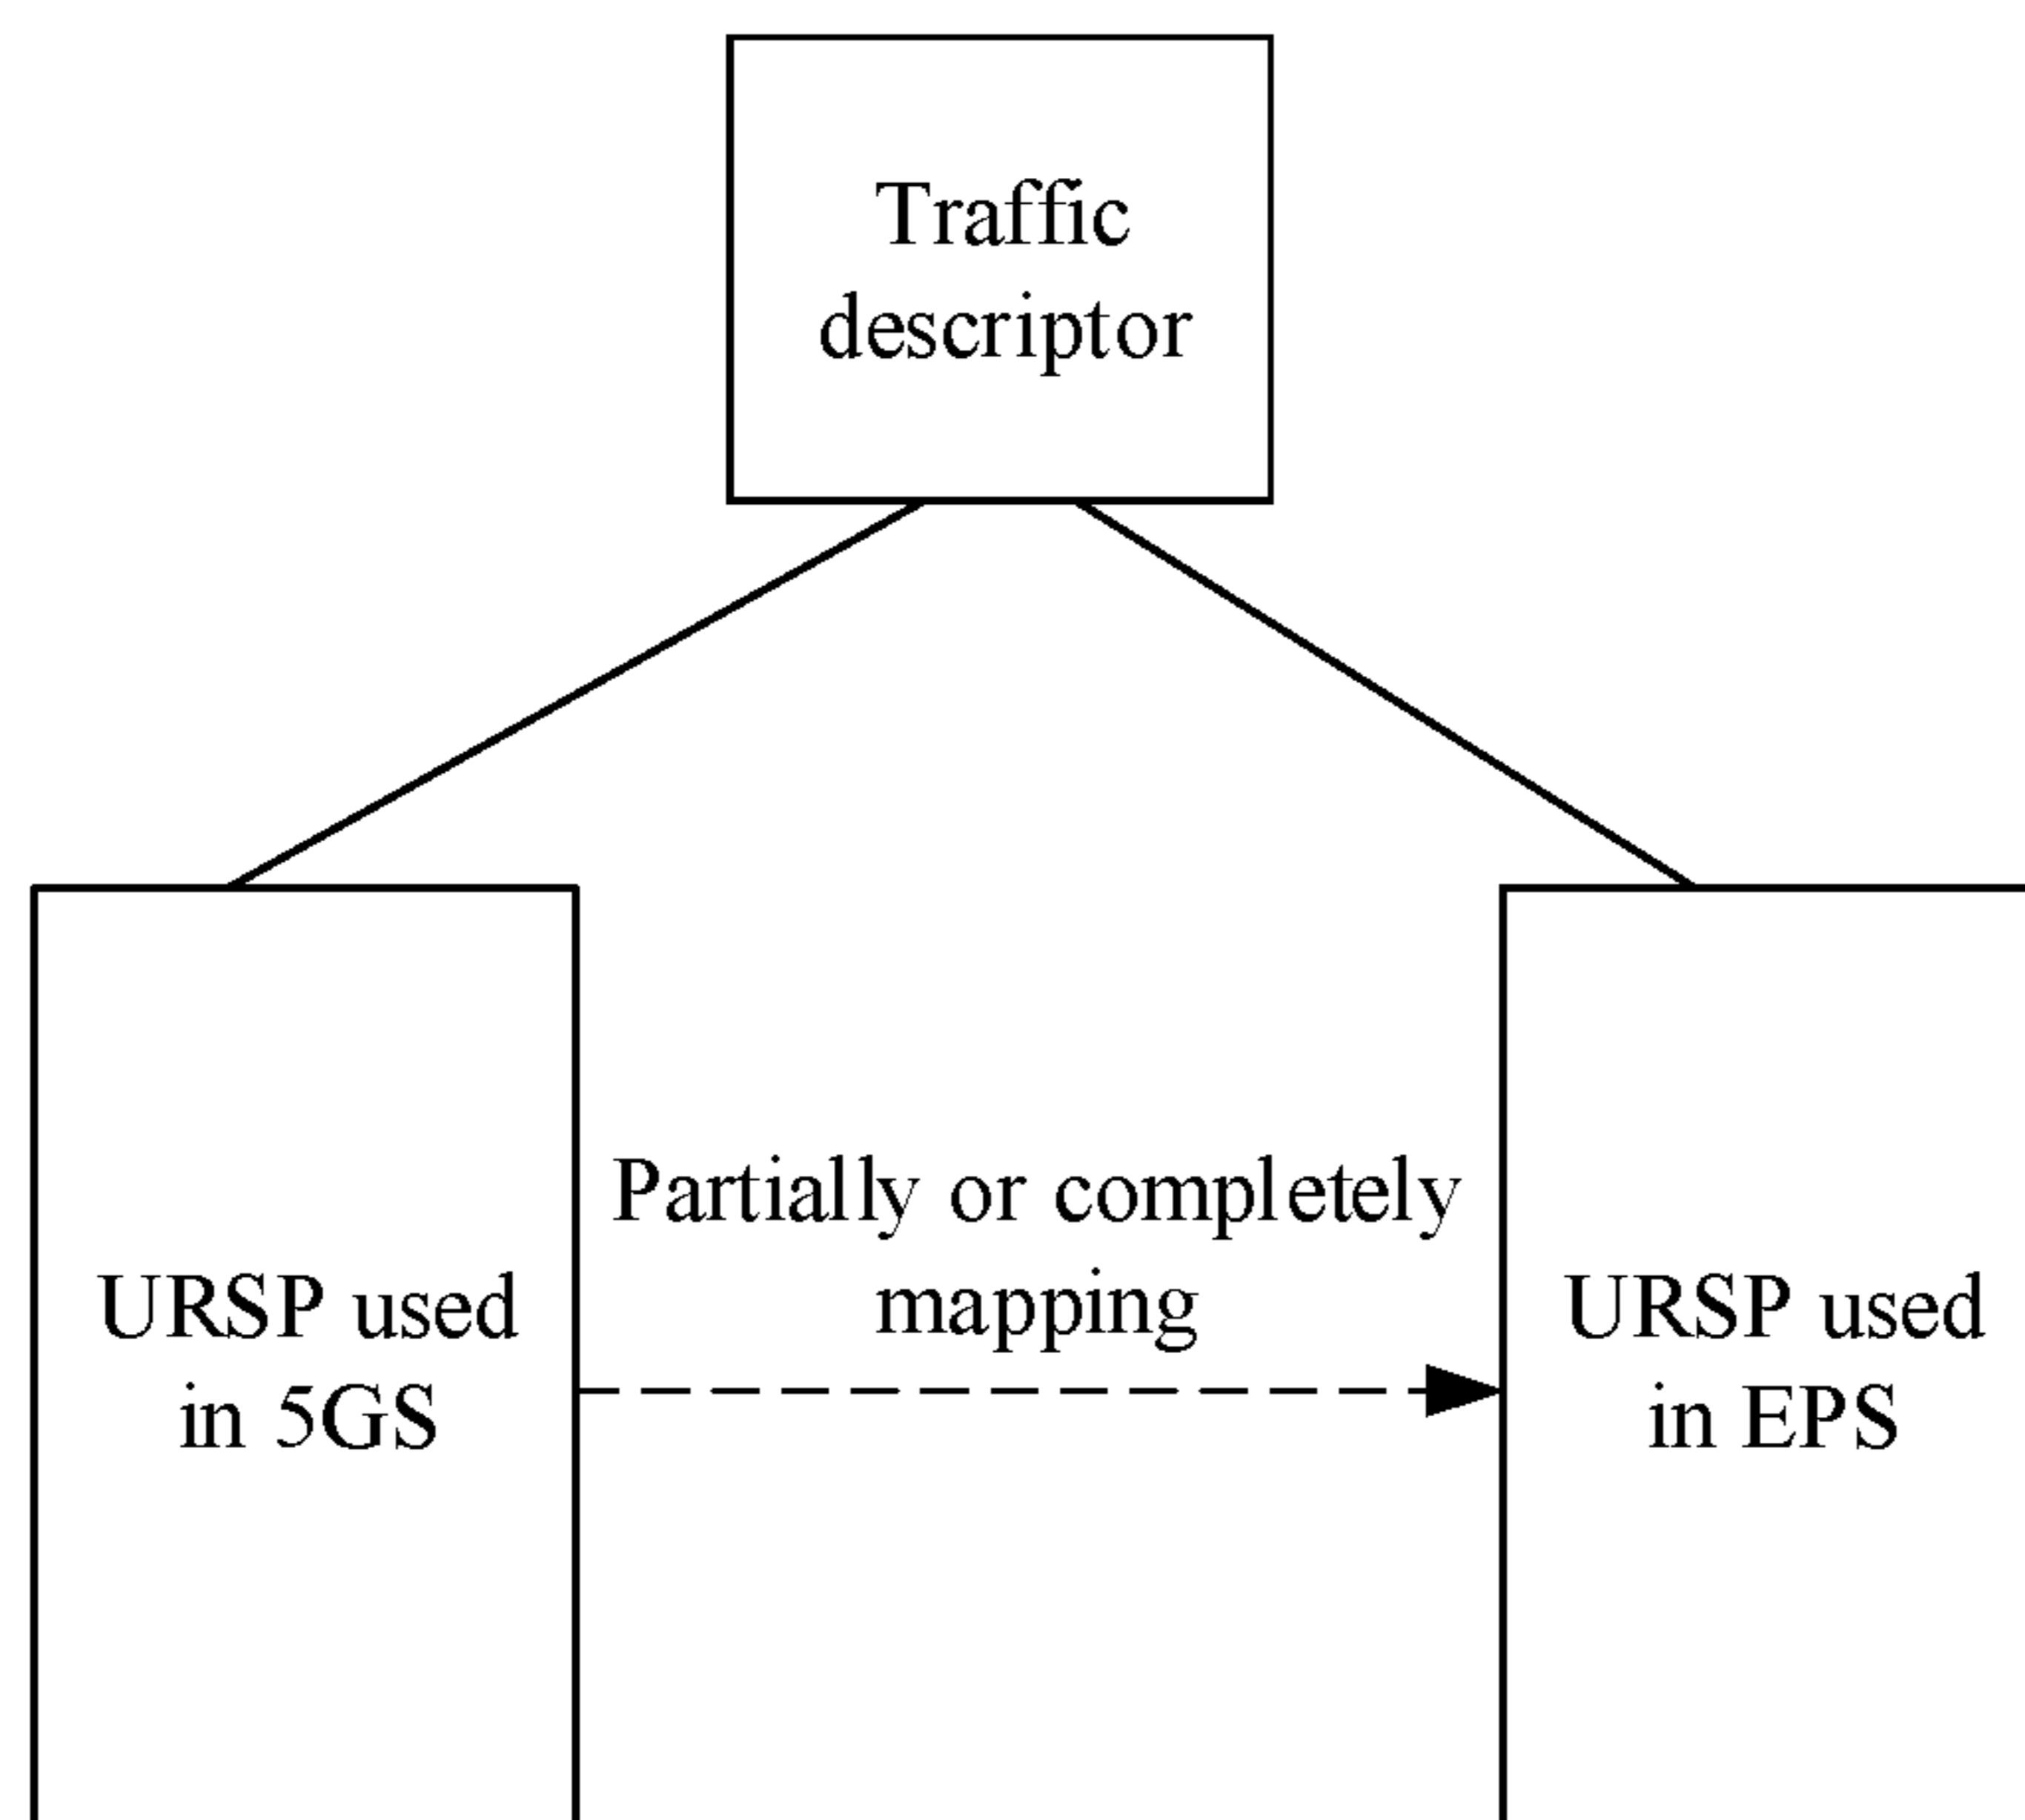 Traffic
descriptor
Partially or completely
mapping
URSP used
in 5GS
URSP used
in EPS